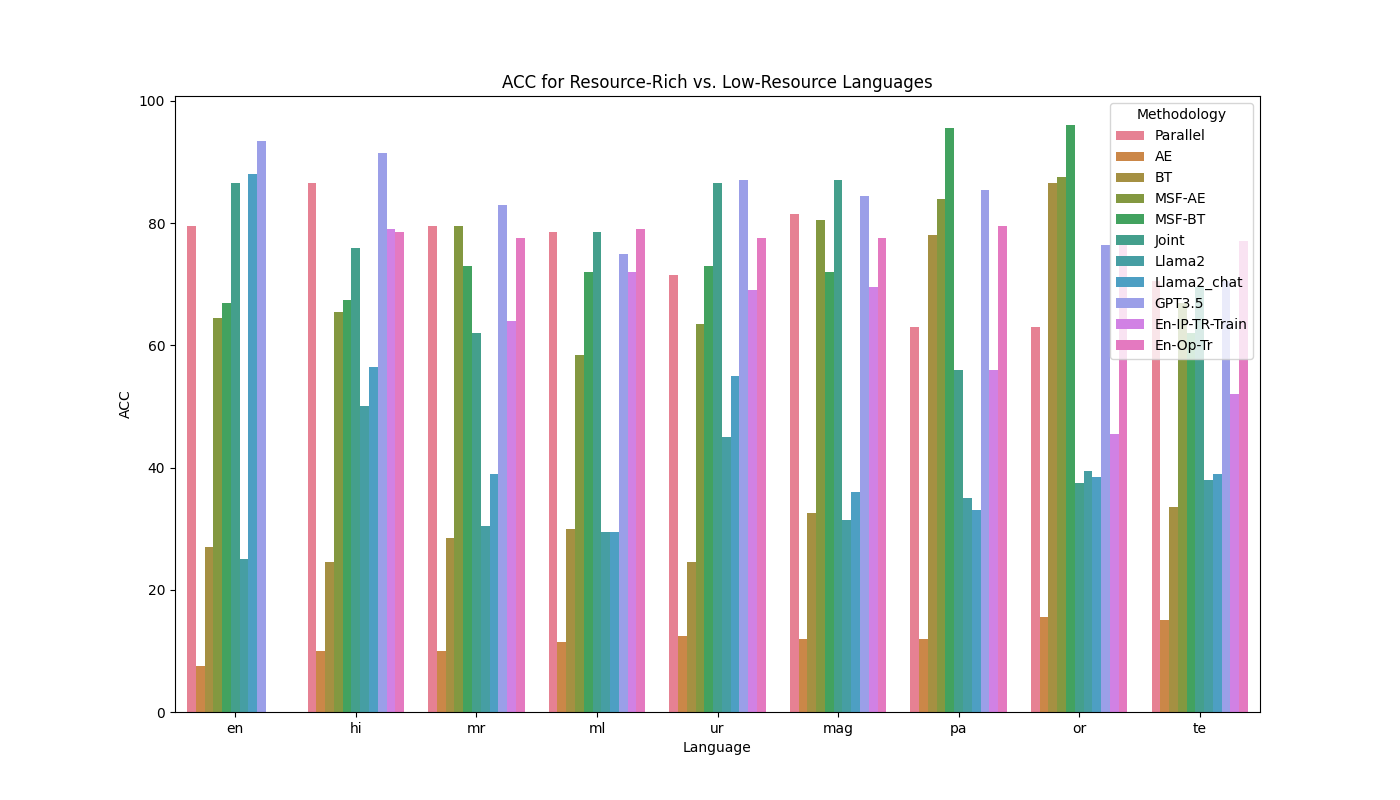 ACC for Resource-Rich vs. Low-Resource Languages
100
80
60
40
20
0
ACC
en hi mr ml ur mag pa or te
Language
Methodology
Parallel
AE
BT
MSF-AE
MSF-BT
Joint
Llama2
Llama2_chat
GPT3.5
En-IP-TR-Train
En-Op-Tr